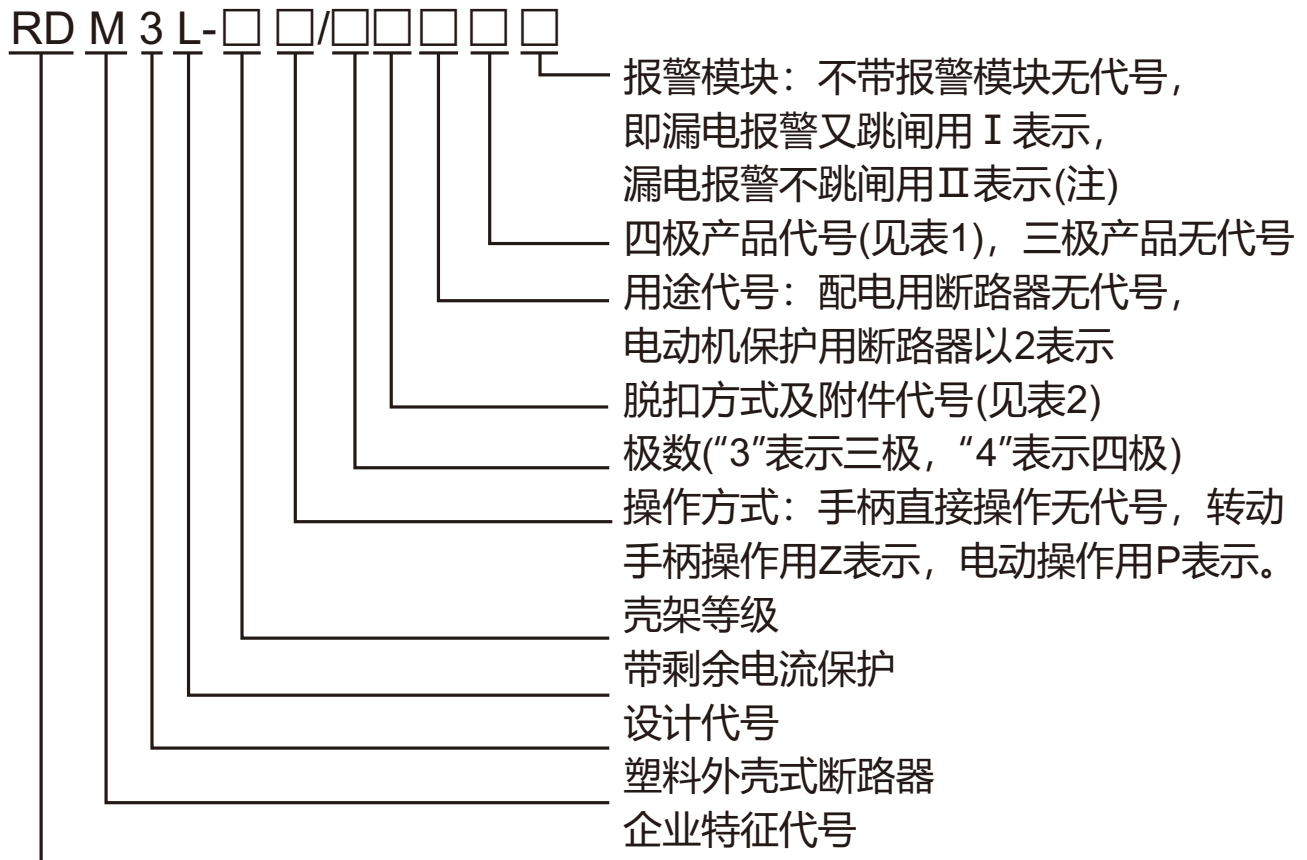 RD M 3 L-□ □/□□□□□
报警模块：不带报警模块无代号，
即漏电报警又跳闸用Ⅰ表示，
漏电报警不跳闸用Ⅱ表示(注)
四极产品代号(见表1)，三极产品无代号
用途代号：配电用断路器无代号，
电动机保护用断路器以2表示
脱扣方式及附件代号(见表2)
极数(“3”表示三极，“4”表示四极)
操作方式：手柄直接操作无代号，转动
手柄操作用Z表示，电动操作用P表示。
壳架等级
带剩余电流保护
设计代号
塑料外壳式断路器
企业特征代号